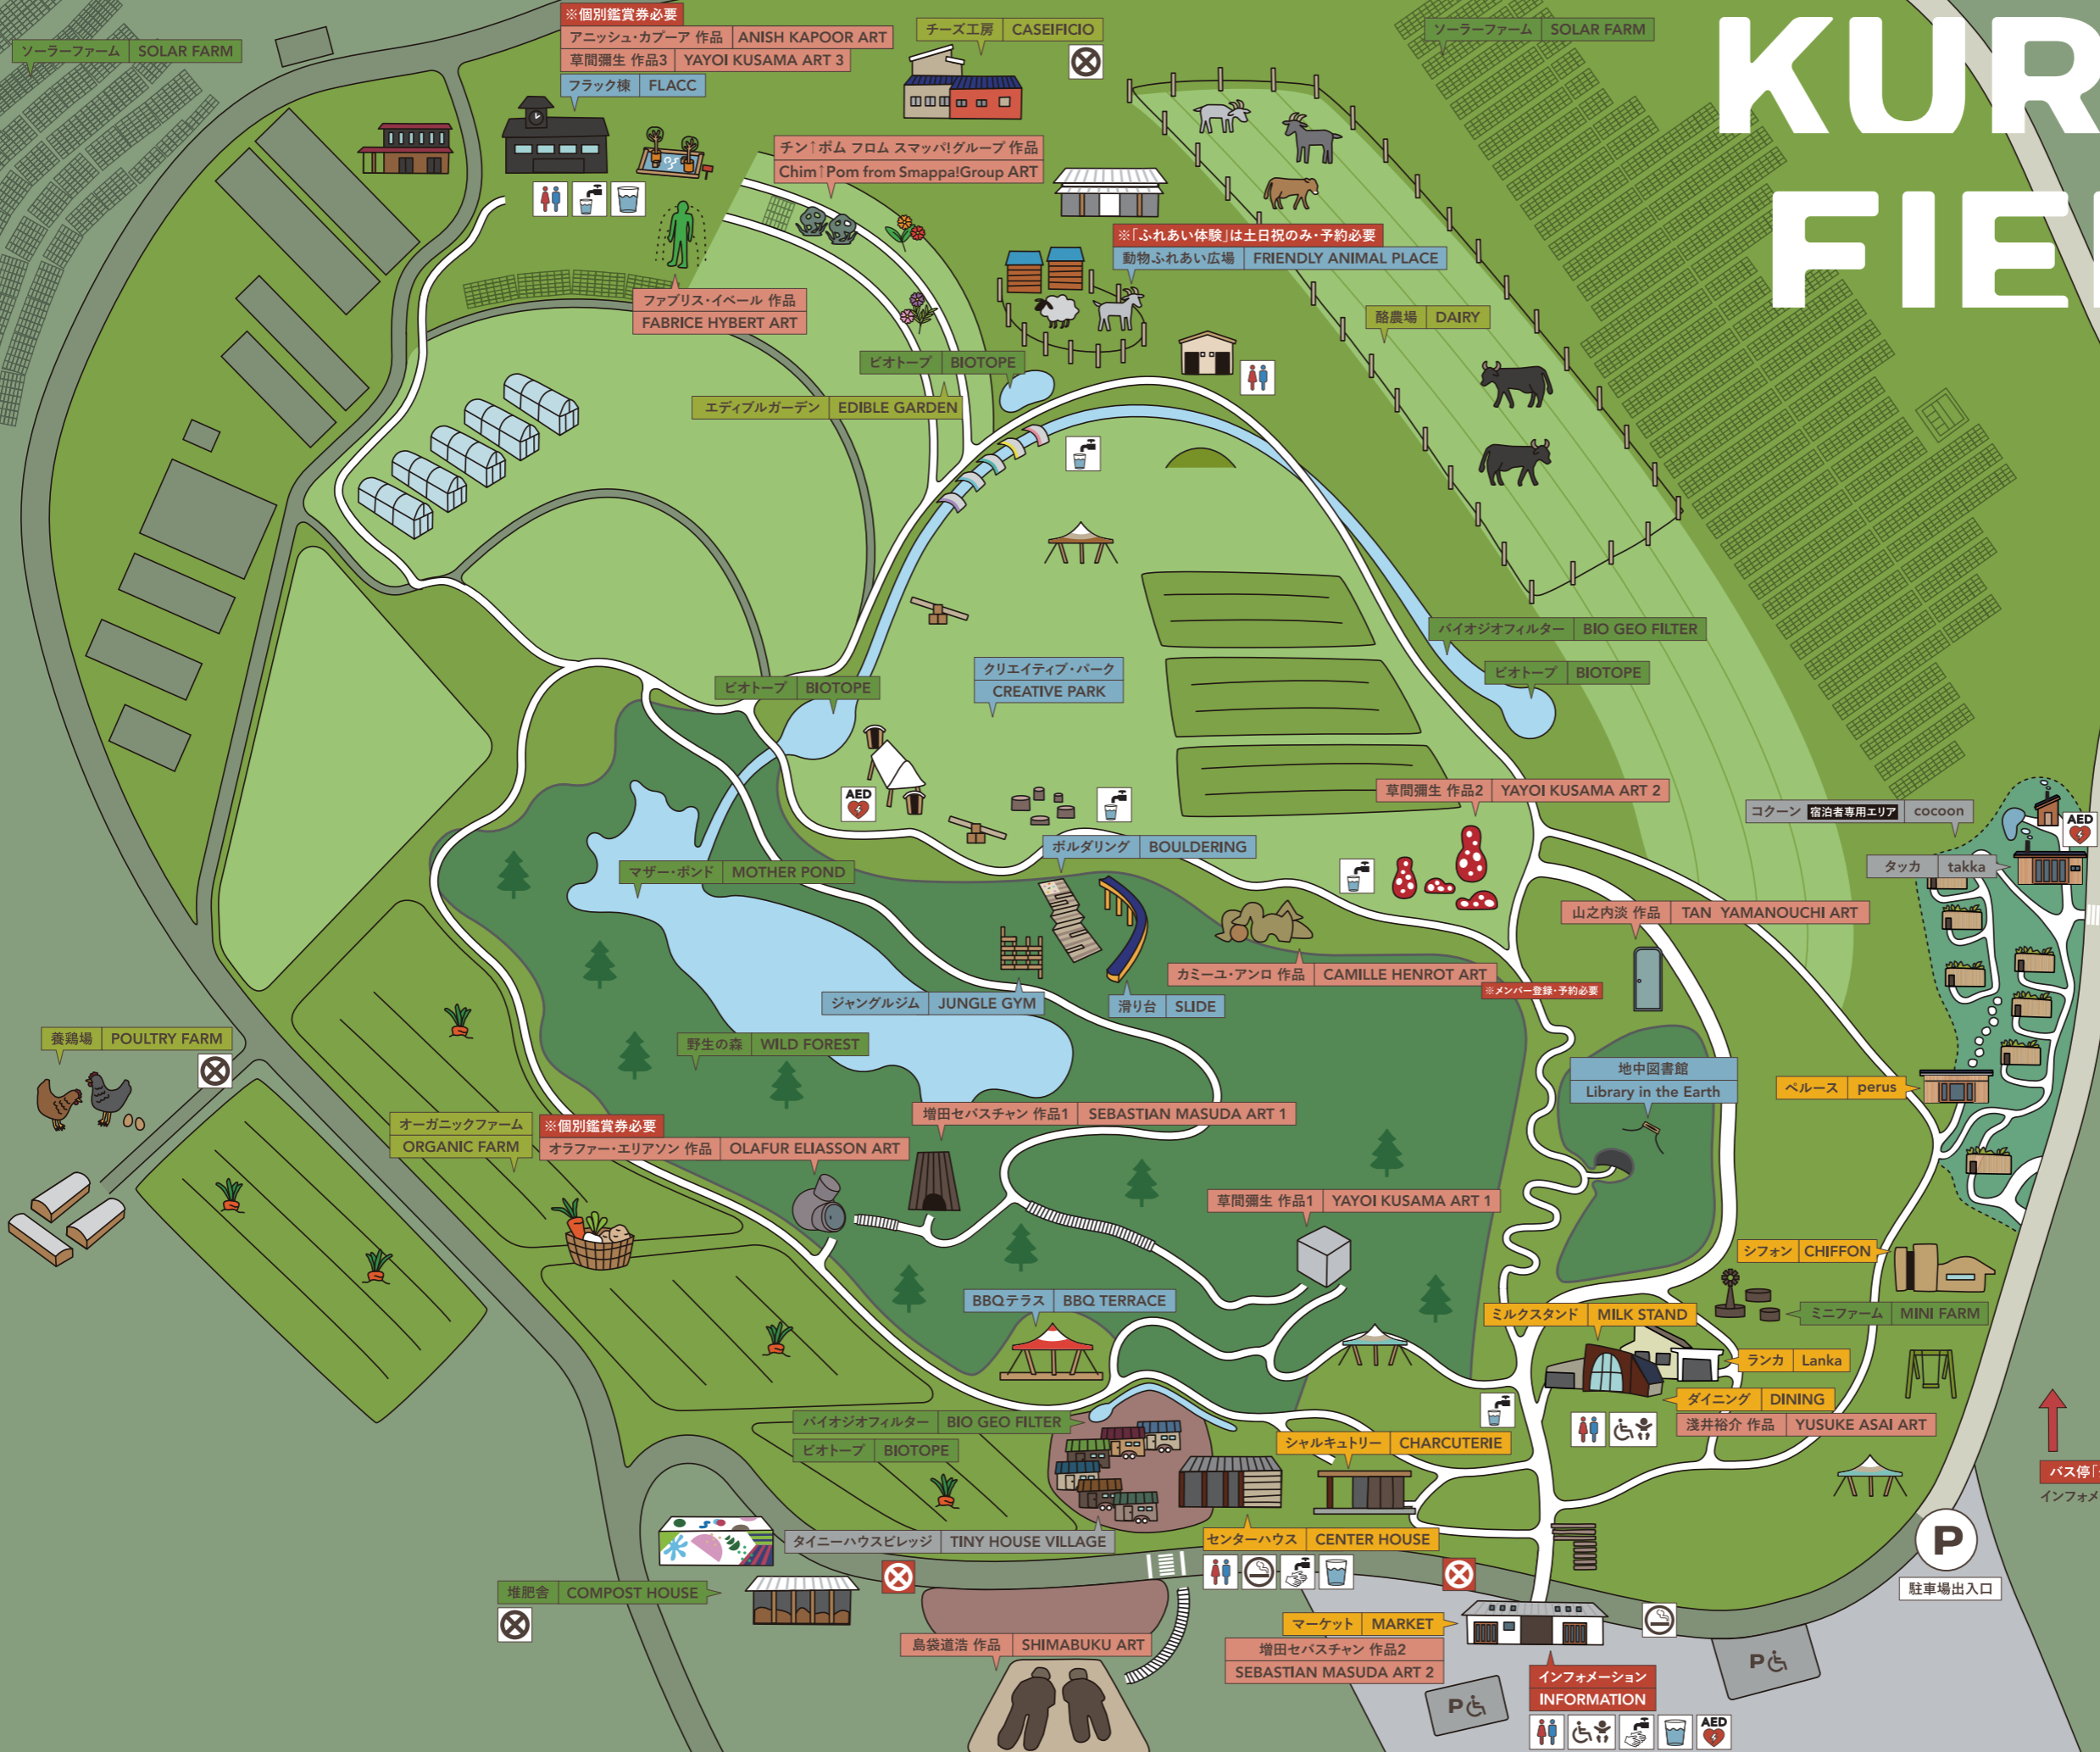 KUR
FIE
ソーラーファーム SOLAR FARM
※個別鑑賞券必要
アニッシュ・カプーア 作品 ANISH KAPOOR ART
草間彌生 作品3 YAYOI KUSAMA ART 3
フラック棟 FLACC
チーズ工房 CASEIFICIO
ソーラーファーム SOLAR FARM
チン↑ポム フロム スマッパ!グループ 作品
Chim↑Pom from Smappa!Group ART
※「ふれあい体験」は土日祝のみ・予約必要
動物ふれあい広場 FRIENDLY ANIMAL PLACE
ファブリス・イベール 作品
FABRICE HYBERT ART
酪農場 DAIRY
ビオトープ BIOTOPE
エディブルガーデン EDIBLE GARDEN
バイオジオフィルター BIO GEO FILTER
ビオトープ BIOTOPE
クリエイティブ・パーク
CREATIVE PARK
ビオトープ BIOTOPE
AED
草間彌生 作品2 YAYOI KUSAMA ART 2
コクーン 宿泊者専用エリア cocoon
AED
ボルダリング BOULDERING
タッカ takka
マザー・ポンド MOTHER POND
山之内淡 作品 TAN YAMANOUCHI ART
カミーユ・アンロ 作品 CAMILLE HENROT ART
※メンバー登録・予約必要
ジャングルジム JUNGLE GYM
滑り台 SLIDE
養鶏場 POULTRY FARM
野生の森 WILD FOREST
地中図書館
Library in the Earth
ペルース perus
オーガニックファーム
ORGANIC FARM
※個別鑑賞券必要
オラファー・エリアソン 作品 OLAFUR ELIASSON ART
増田セバスチャン 作品1 SEBASTIAN MASUDA ART 1
草間彌生 作品1 YAYOI KUSAMA ART 1
シフォン CHIFFON
BBQテラス BBQ TERRACE
ミルクスタンド MILK STAND
ミニファーム MINI FARM
ランカ Lanka
ダイニング DINING
淺井裕介 作品 YUSUKE ASAI ART
バイオジオフィルター BIO GEO FILTER
ビオトープ BIOTOPE
シャルキュトリー CHARCUTERIE
バス停「
インフォメ
タイニーハウスビレッジ TINY HOUSE VILLAGE
センターハウス CENTER HOUSE
P
駐車場出入口
堆肥舎 COMPOST HOUSE
マーケット MARKET
増田セバスチャン 作品2
SEBASTIAN MASUDA ART 2
島袋道浩 作品 SHIMABUKU ART
P
P
インフォメーション
INFORMATION
AED